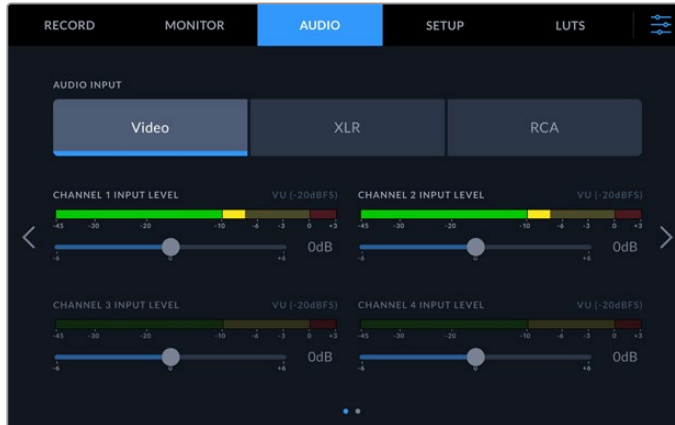 RECORD MONITOR AUDIO SETUP LUTS
AUDIO INPUT
Video XLR RCA
CHANNEL 1 INPUT LEVEL VU (-20dBFS) CHANNEL 2 INPUT LEVEL VU (-20dBFS)
-45 -30 -20 -10 -6 -3 0 +3 -45 -30 -20 -10 -6 -3 0 +3
0dB 0dB
-6 0 +6 -6 0 +6
CHANNEL 3 INPUT LEVEL VU (-20dBFS) CHANNEL 4 INPUT LEVEL VU (-20dBFS)
-45 -30 -20 -10 -6 -3 0 +3 -45 -30 -20 -10 -6 -3 0 +3
0dB 0dB
-6 0 +6 -6 0 +6